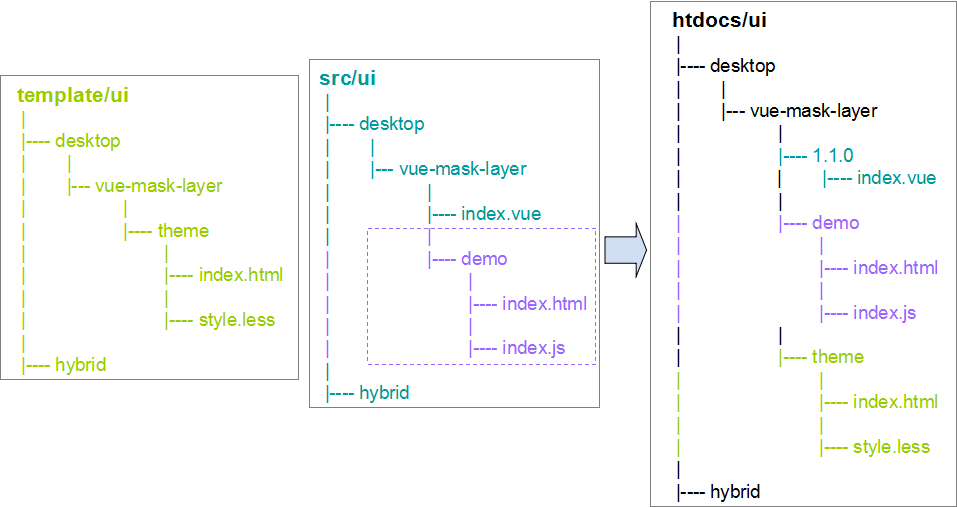 template/ui
|
|---- desktop
| |
| |--- vue-mask-layer
| |
| |---- theme
| |
| |---- index.html
| |
| |---- style.less
|
|---- hybrid
src/ui
|
|---- desktop
| |
| |--- vue-mask-layer
| |
| |---- index.vue
| |
| |---- demo
| |
| |---- index.html
| |
| |---- index.js
|
|---- hybrid
htdocs/ui
|
|---- desktop
| |
| |--- vue-mask-layer
| |
| |---- 1.1.0
| | |---- index.vue
| |
| |---- demo
| |
| |---- index.html
| |
| |---- index.js
| |
| |---- theme
| |
| |---- index.html
| |
| |---- style.less
|
|---- hybrid